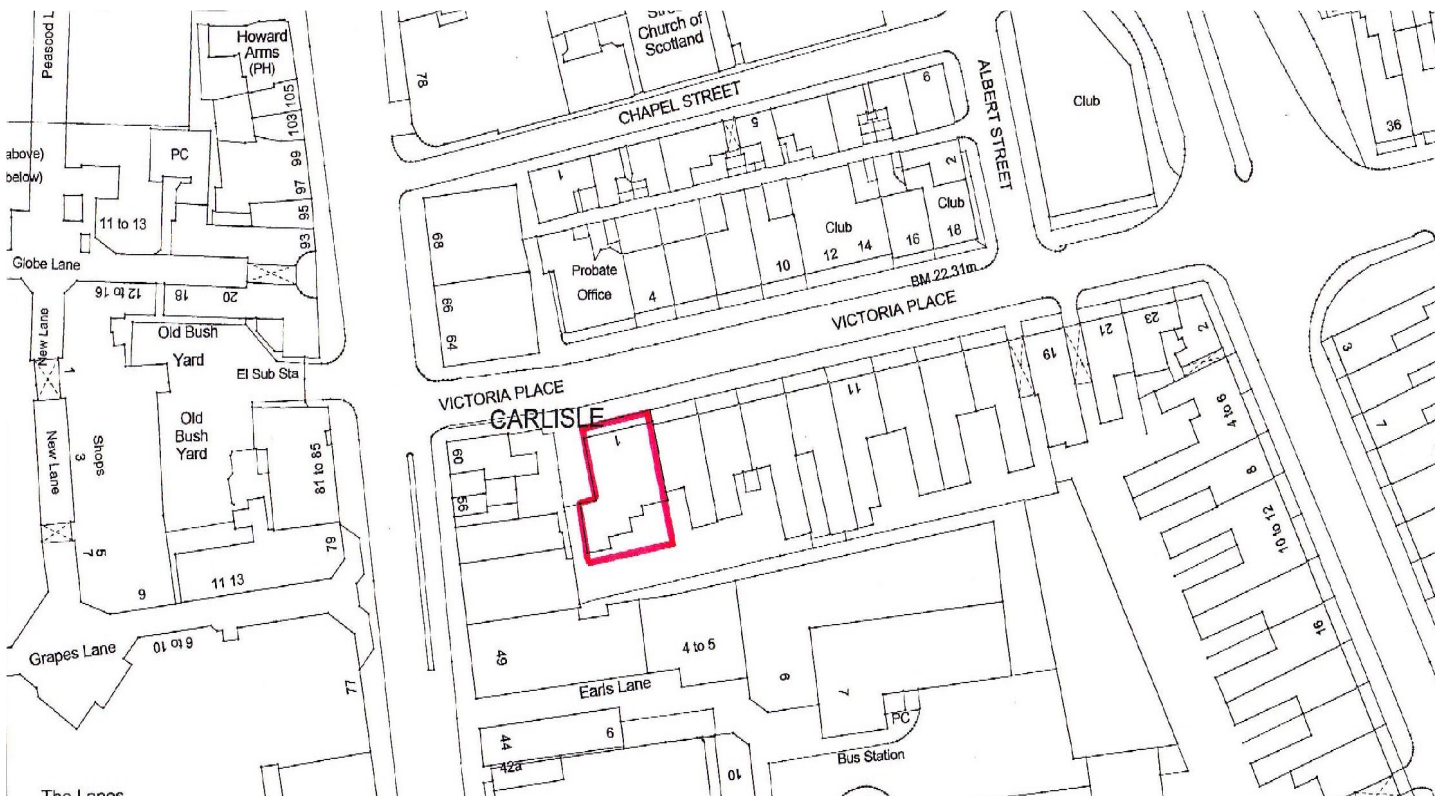 Peascod L
Howard
Arms
(PH)
105
103
99
97
95
93
PC
above)
below)
11 to 13
Globe Lane
12 to 16
18
20
New Lane
Old Bush
Yard
El Sub Sta
1
New Lane
3
Shops
Old
Bush
Yard
81 to 85
5
7
9
11 13
79
Grapes Lane
6 to 10
77
The Lanes
78
Church of
Scotland
CHAPEL STREET
ALBERT STREET
Club
36
1
5
6
2
68
66
64
Probate
Office
4
10
Club
12
14
16
Club
18
BM 22.31m
VICTORIA PLACE
VICTORIA PLACE
CARLISLE
60
56
1
11
19
21
23
2
3
7
4 to 6
8
10 to 12
16
49
4 to 5
6
7
Earls Lane
PC
Bus Station
44
6
42a
10